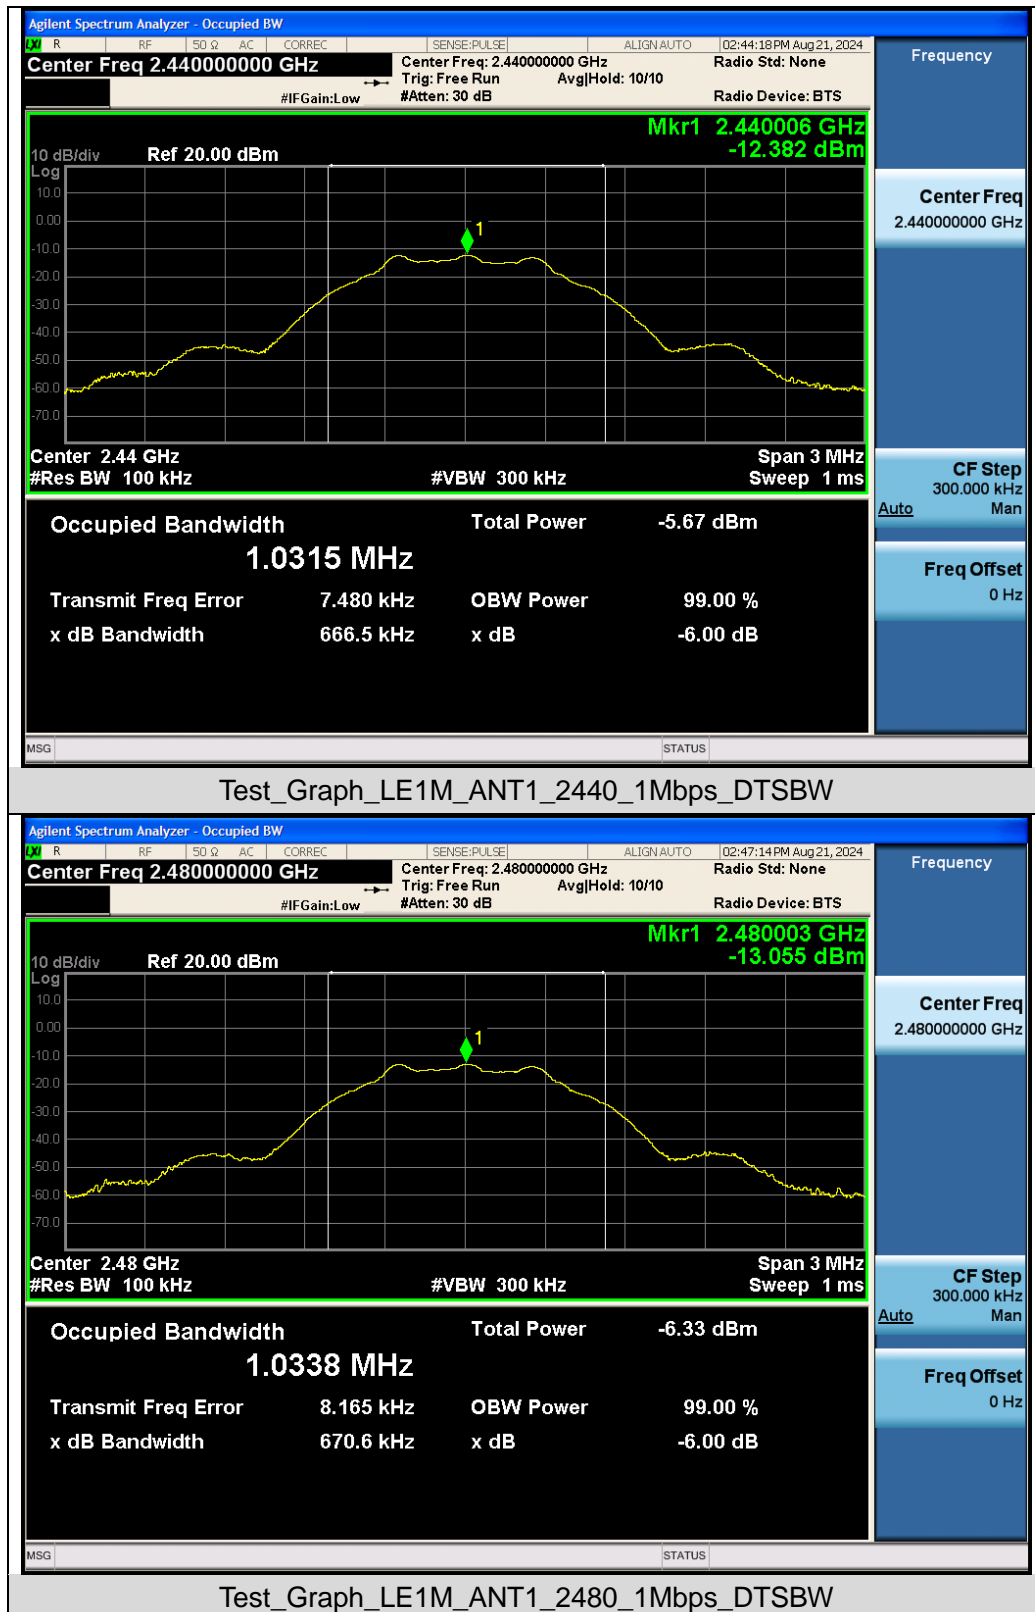 Agilent Spectrum Analyzer - Occupied BW
LXI R RF 50 Ω AC CORREC SENSE:PULSE ALIGN AUTO 02:44:18 PM Aug 21, 2024
Center Freq 2.440000000 GHz Center Freq: 2.440000000 GHz Radio Std: None
Trig: Free Run Avg|Hold: 10/10
#IFGain:Low #Atten: 30 dB Radio Device: BTS
Mkr1 2.440006 GHz
-12.382 dBm
10 dB/div Ref 20.00 dBm
Log
10.0
0.00
1
-10.0
-20.0
-30.0
-40.0
-50.0
-60.0
-70.0
Center 2.44 GHz Span 3 MHz
#Res BW 100 kHz #VBW 300 kHz Sweep 1 ms
Occupied Bandwidth Total Power -5.67 dBm
1.0315 MHz
Transmit Freq Error 7.480 kHz OBW Power 99.00 %
x dB Bandwidth 666.5 kHz x dB -6.00 dB
MSG STATUS
Frequency
Center Freq
2.440000000 GHz
CF Step
300.000 kHz
Auto Man
Freq Offset
0 Hz
Test_Graph_LE1M_ANT1_2440_1Mbps_DTSBW
Agilent Spectrum Analyzer - Occupied BW
LXI R RF 50 Ω AC CORREC SENSE:PULSE ALIGN AUTO 02:47:14 PM Aug 21, 2024
Center Freq 2.480000000 GHz Center Freq: 2.480000000 GHz Radio Std: None
Trig: Free Run Avg|Hold: 10/10
#IFGain:Low #Atten: 30 dB Radio Device: BTS
Mkr1 2.480003 GHz
-13.055 dBm
10 dB/div Ref 20.00 dBm
Log
10.0
0.00
1
-10.0
-20.0
-30.0
-40.0
-50.0
-60.0
-70.0
Center 2.48 GHz Span 3 MHz
#Res BW 100 kHz #VBW 300 kHz Sweep 1 ms
Occupied Bandwidth Total Power -6.33 dBm
1.0338 MHz
Transmit Freq Error 8.165 kHz OBW Power 99.00 %
x dB Bandwidth 670.6 kHz x dB -6.00 dB
MSG STATUS
Frequency
Center Freq
2.480000000 GHz
CF Step
300.000 kHz
Auto Man
Freq Offset
0 Hz
Test_Graph_LE1M_ANT1_2480_1Mbps_DTSBW